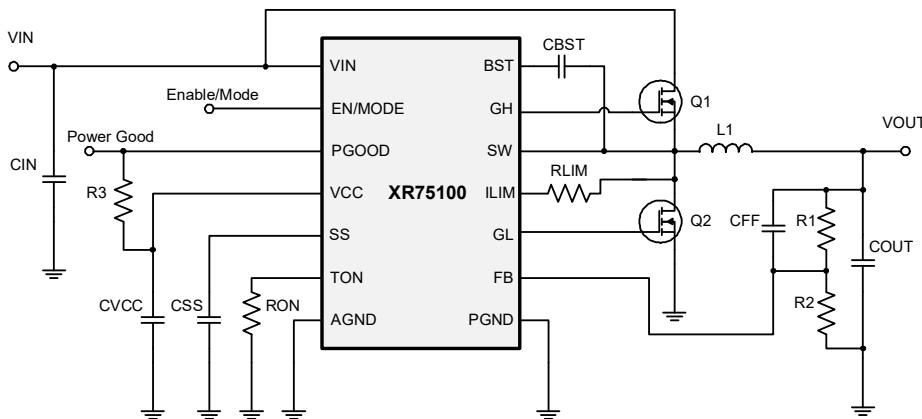 VIN
Enable/Mode
Power Good
CIN
R3
CVCC
CSS
RON
VIN
EN/MODE
PGOOD
VCC
SS
TON
AGND
XR75100
BST
GH
SW
ILIM
GL
FB
PGND
CBST
RLIM
Q1
L1
VOUT
Q2
CFF
R1
COUT
R2